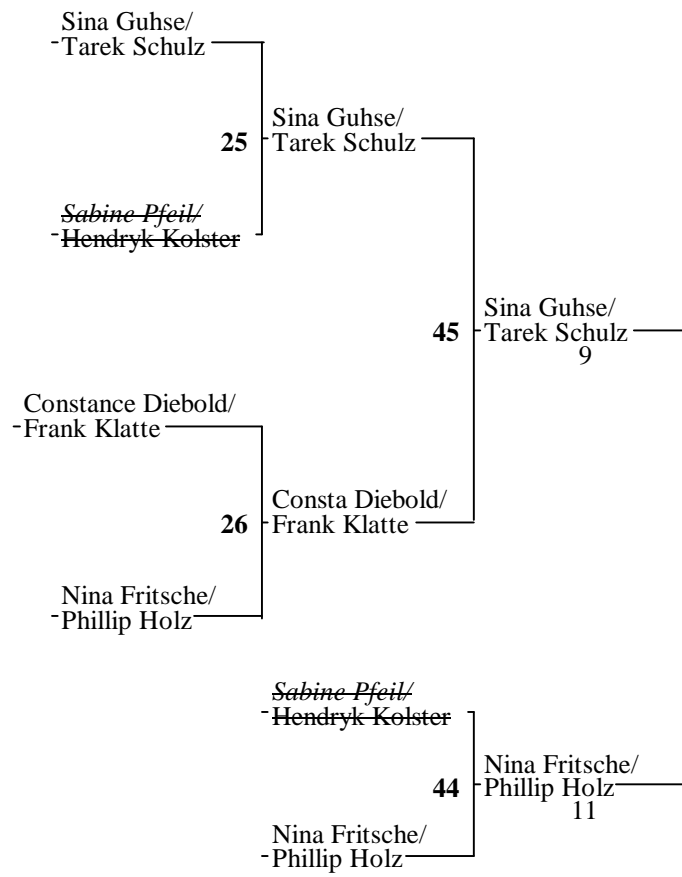 Sina Guhse/
Tarek Schulz
25
Sina Guhse/
Tarek Schulz
Sabine Pfeil/
Hendryk Kolster
45
Sina Guhse/
Tarek Schulz
9
Constance Diebold/
Frank Klatte
26
Consta Diebold/
Frank Klatte
Nina Fritsche/
Phillip Holz
Sabine Pfeil/
Hendryk Kolster
44
Nina Fritsche/
Phillip Holz
11
Nina Fritsche/
Phillip Holz